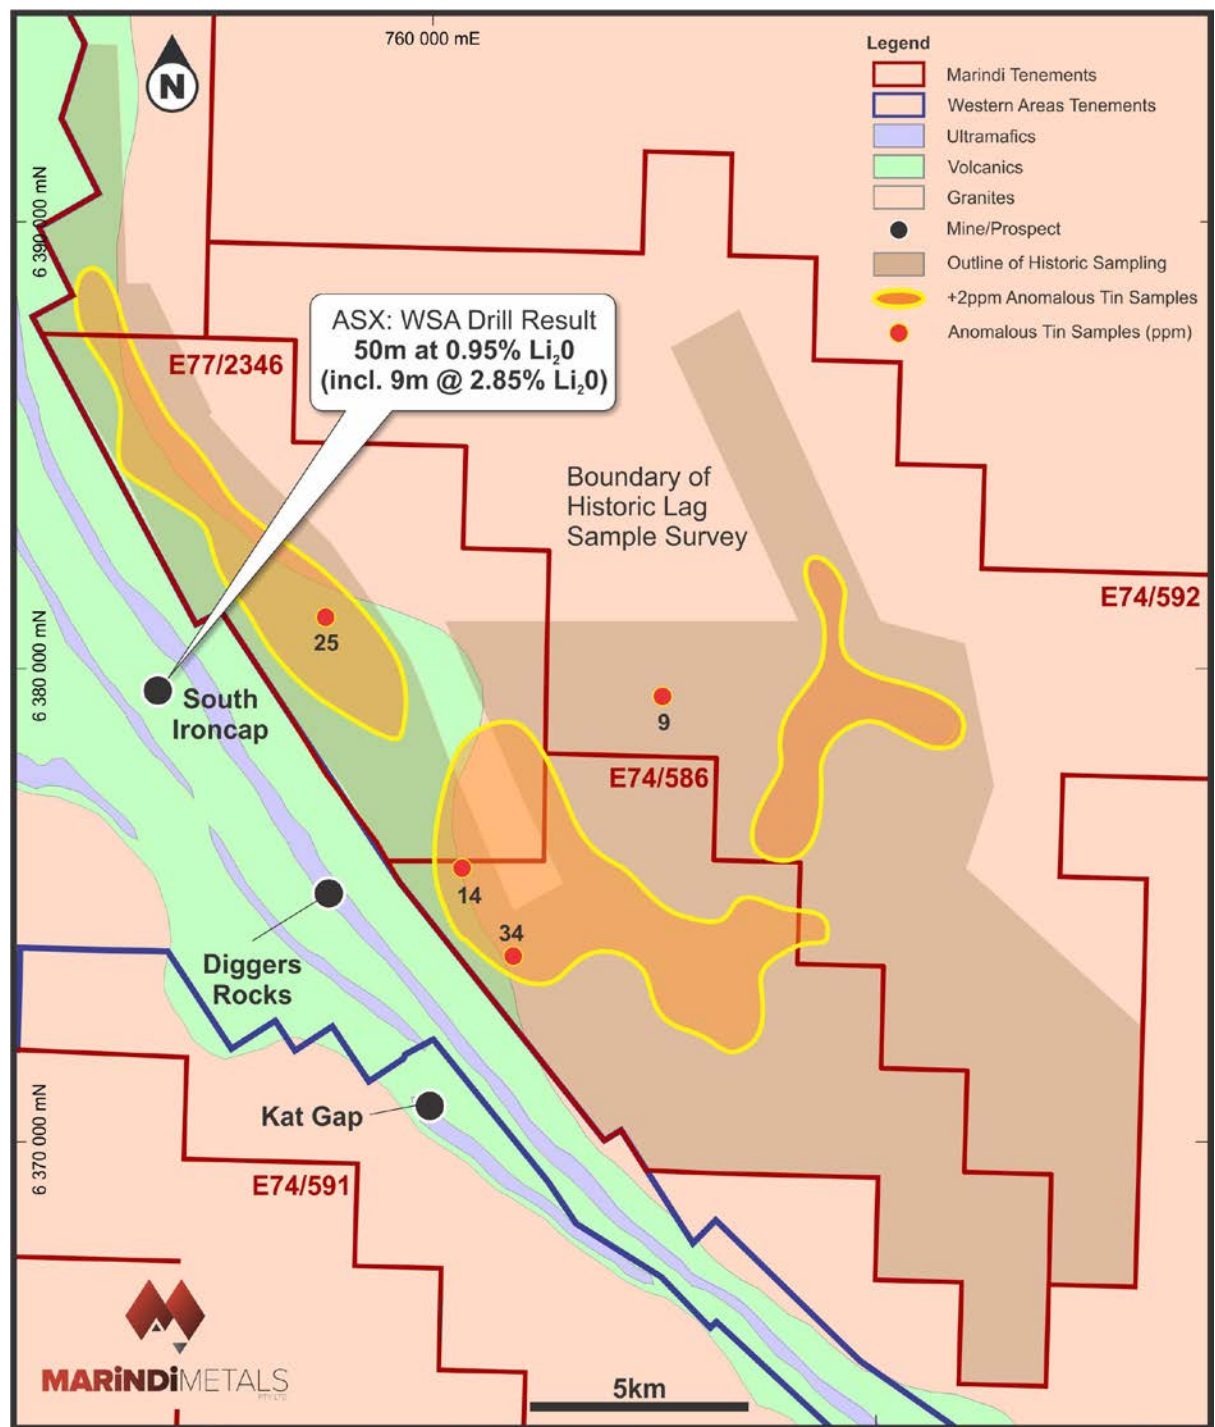 760 000 mE
N
Legend
Marindi Tenements
Western Areas Tenements
Ultramafics
Volcanics
Granites
Mine/Prospect
Outline of Historic Sampling
+2ppm Anomalous Tin Samples
Anomalous Tin Samples (ppm)
6 390 000 mN
ASX: WSA Drill Result
50m at 0.95% Li₂0
(incl. 9m @ 2.85% Li₂0)
E77/2346
Boundary of
Historic Lag
Sample Survey
E74/592
25
6 380 000 mN
South
Ironcap
9
E74/586
14
34
Diggers
Rocks
Kat Gap
6 370 000 mN
E74/591
MARiNDiMETALS
PTY LTD
5km